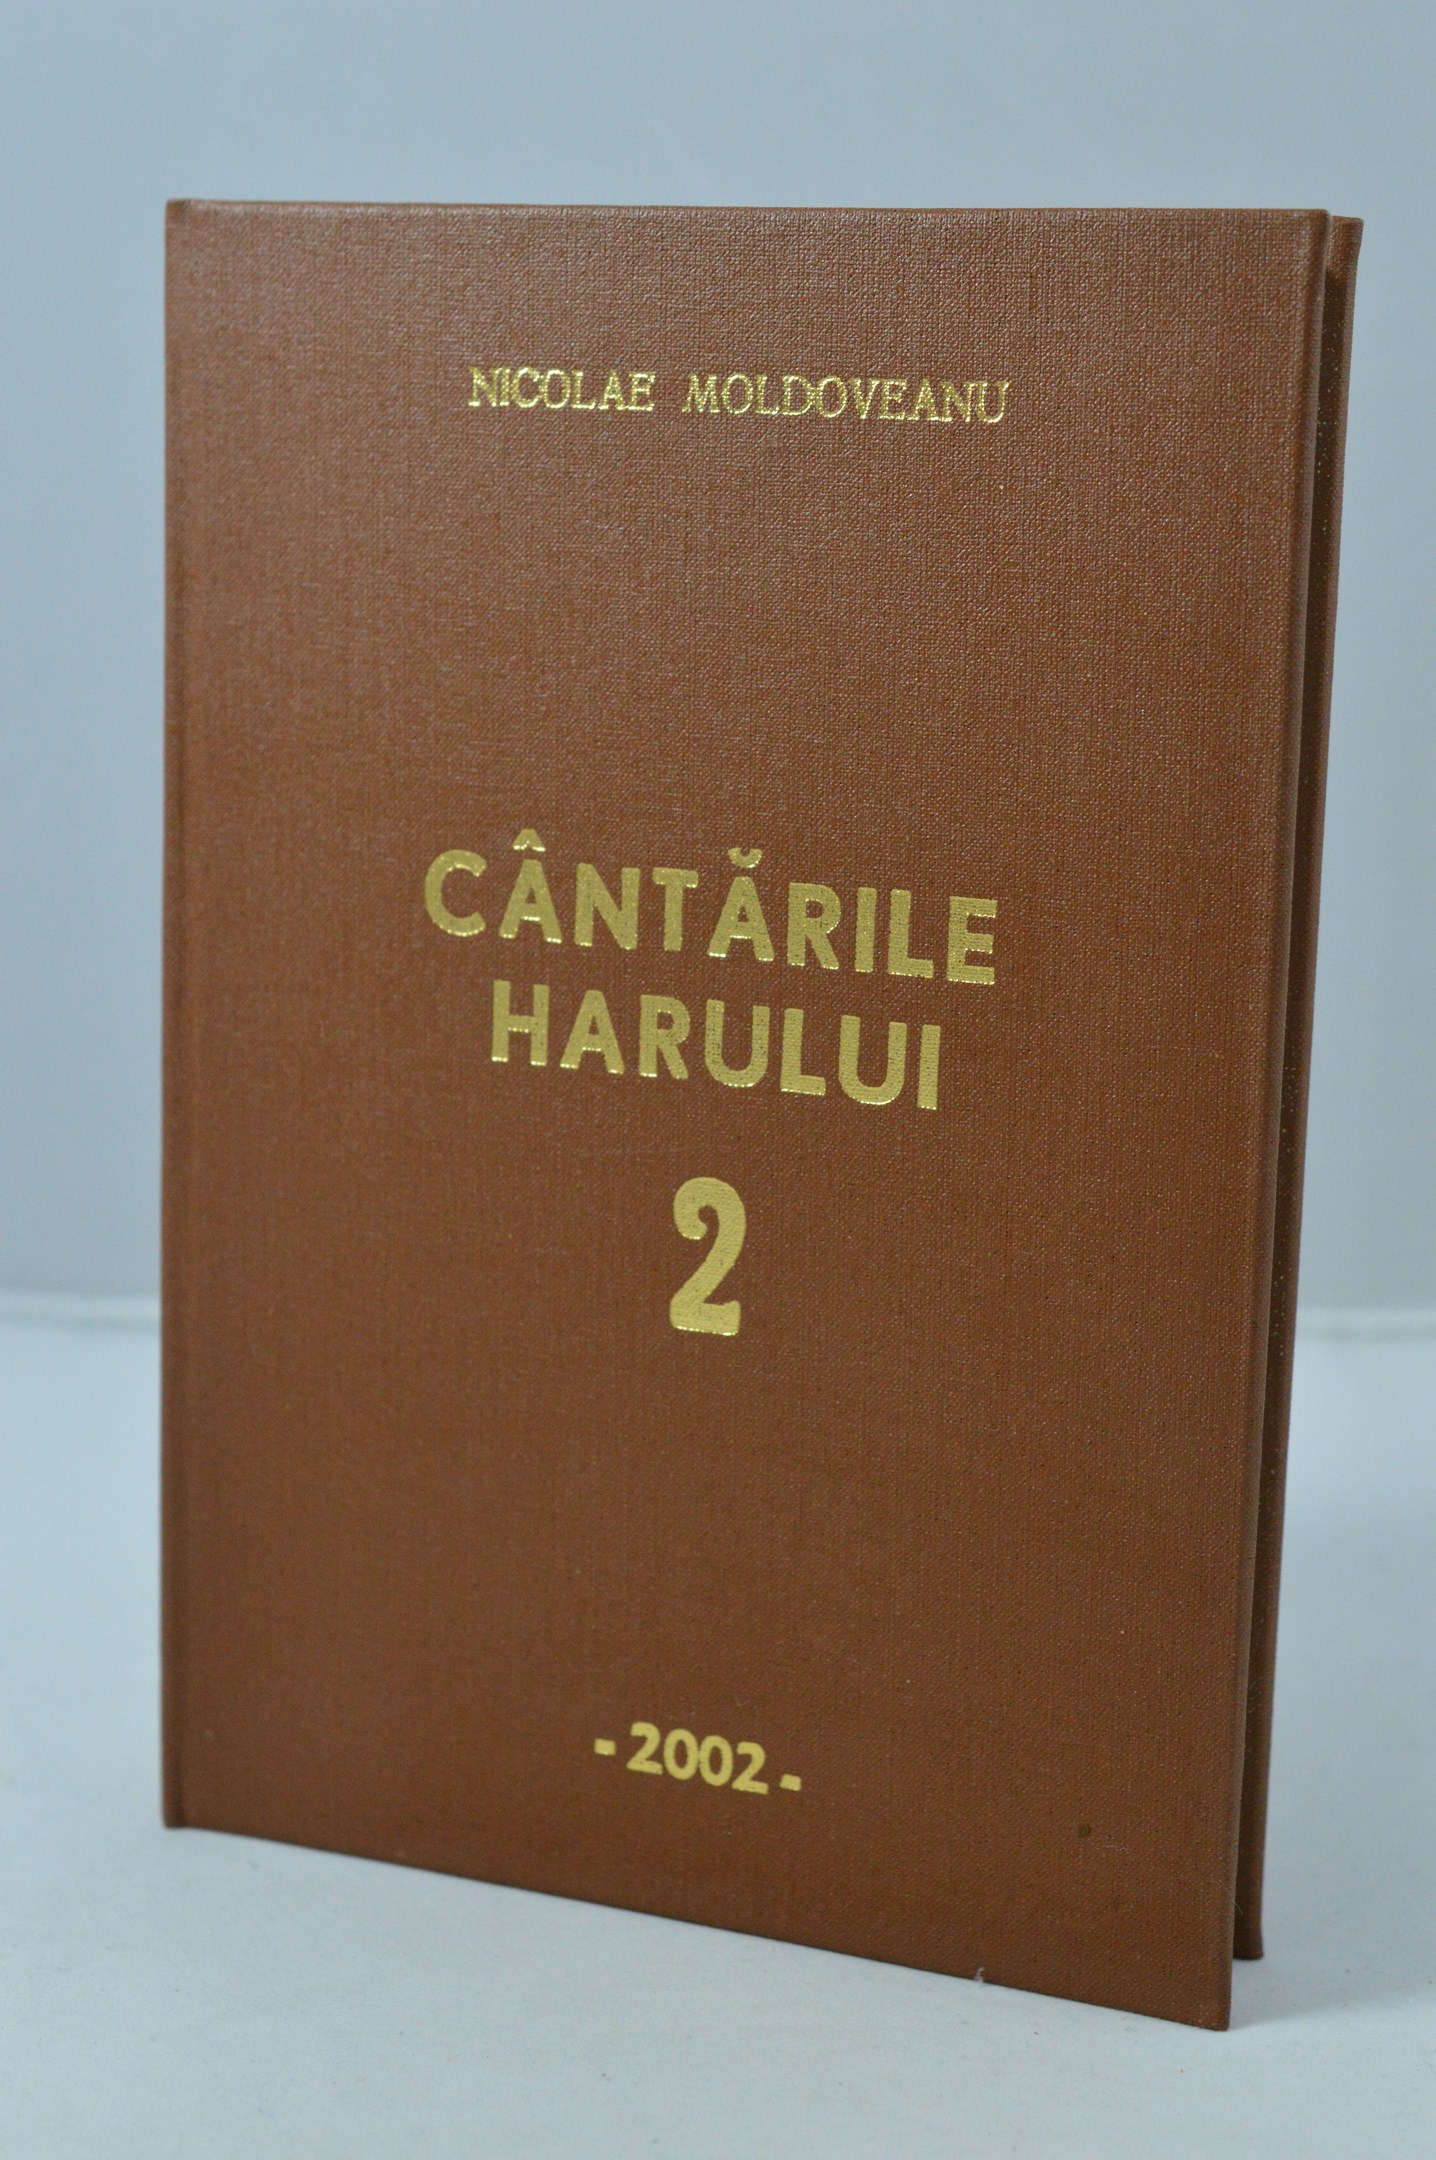 NICOLAE MOLDOVEANU
CÂNTĂRILE
HARULUI
2
- 2002 -